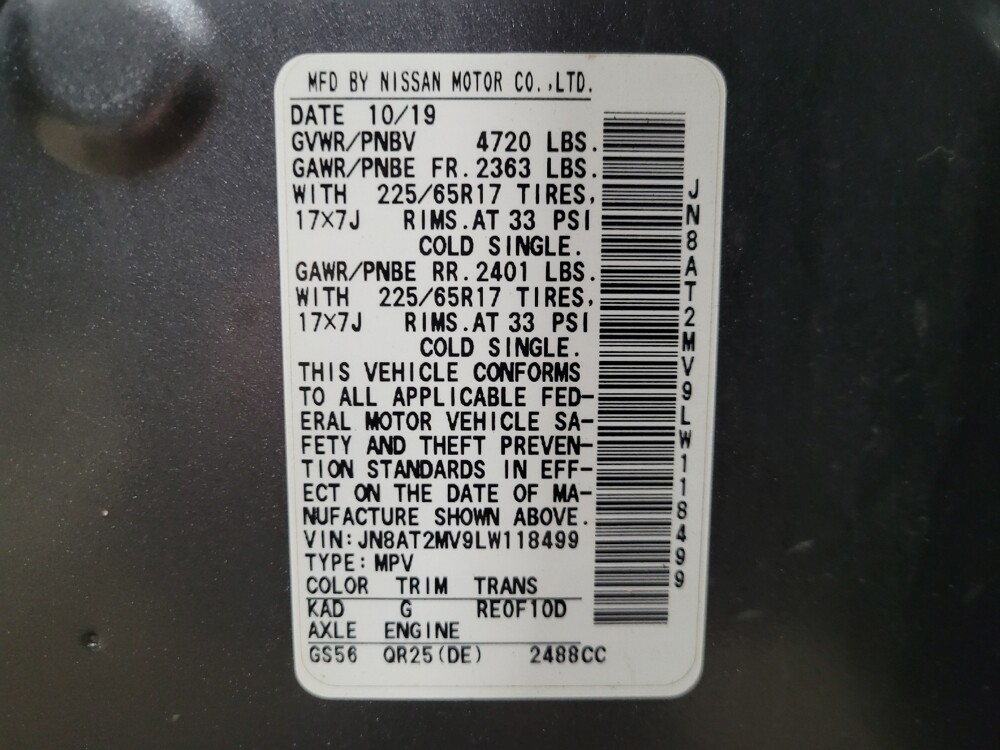 MFD BY NISSAN MOTOR CO.,LTD.
DATE 10/19
GVWR/PNBV 4720 LBS.
GAWR/PNBE FR.2363 LBS.
WITH 225/65R17 TIRES,
17×7J RIMS.AT 33 PSI
COLD SINGLE.
GAWR/PNBE RR.2401 LBS.
WITH 225/65R17 TIRES,
17×7J RIMS.AT 33 PSI
COLD SINGLE.
THIS VEHICLE CONFORMS
TO ALL APPLICABLE FED-
ERAL MOTOR VEHICLE SA-
FETY AND THEFT PREVEN-
TION STANDARDS IN EFF-
ECT ON THE DATE OF MA-
NUFACTURE SHOWN ABOVE.
VIN:JN8AT2MV9LW118499
TYPE:MPV
COLOR TRIM TRANS
KAD G RE0F10D
AXLE ENGINE
GS56 QR25(DE) 2488CC
JN8AT2MV9LW118499